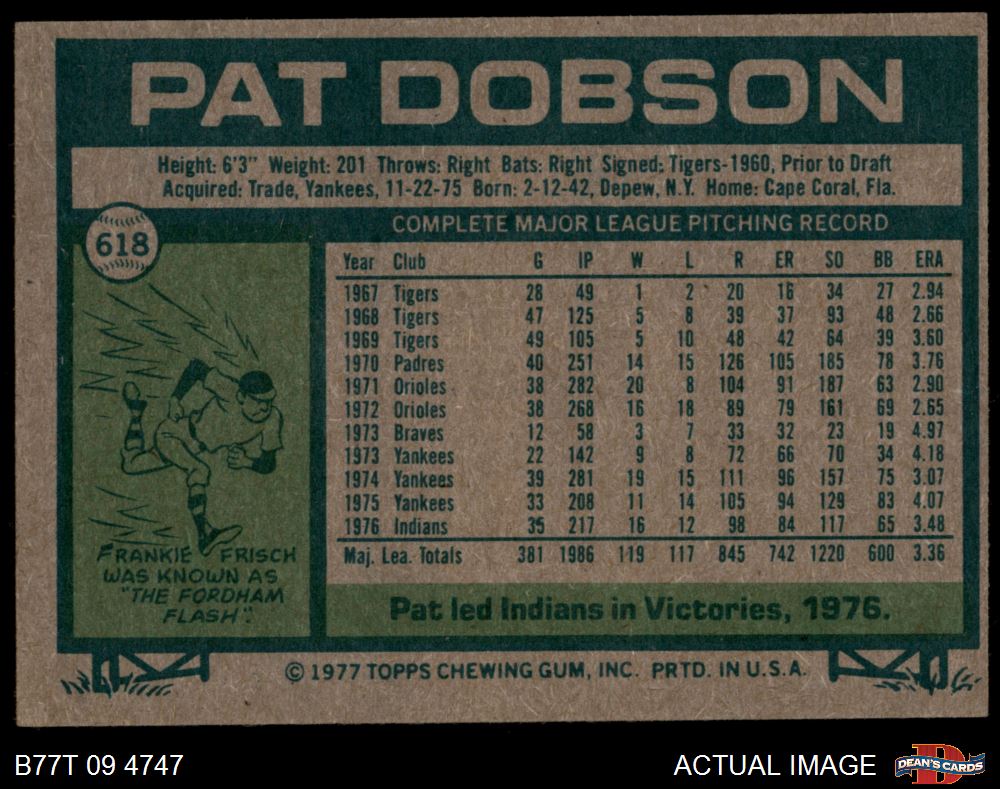 PAT DOBSON
Height: 6'3" Weight: 201 Throws: Right Bats: Right Signed: Tigers-1960, Prior to Draft
Acquired: Trade, Yankees, 11-22-75 Born: 2-12-42, Depew, N.Y. Home: Cape Coral, Fla.
618
COMPLETE MAJOR LEAGUE PITCHING RECORD
Year Club G IP W L R ER SO BB ERA
1967 Tigers 28 49 1 2 20 16 34 27 2.94
1968 Tigers 47 125 5 8 39 37 93 48 2.66
1969 Tigers 49 105 5 10 48 42 64 39 3.60
1970 Padres 40 251 14 15 126 105 185 78 3.76
1971 Orioles 38 282 20 8 104 91 187 63 2.90
1972 Orioles 38 268 16 18 89 79 161 69 2.65
1973 Braves 12 58 3 7 33 32 23 19 4.97
1973 Yankees 22 142 9 8 72 66 70 34 4.18
1974 Yankees 39 281 19 15 111 96 157 75 3.07
1975 Yankees 33 208 11 14 105 94 129 83 4.07
1976 Indians 35 217 16 12 98 84 117 65 3.48
Maj. Lea. Totals 381 1986 119 117 845 742 1220 600 3.36
FRANKIE FRISCH
WAS KNOWN AS
"THE FORDHAM
FLASH".
Pat led Indians in Victories, 1976.
© 1977 TOPPS CHEWING GUM, INC. PRTD. IN U.S.A.
B77T 09 4747
ACTUAL IMAGE
D
DEAN'S CARDS